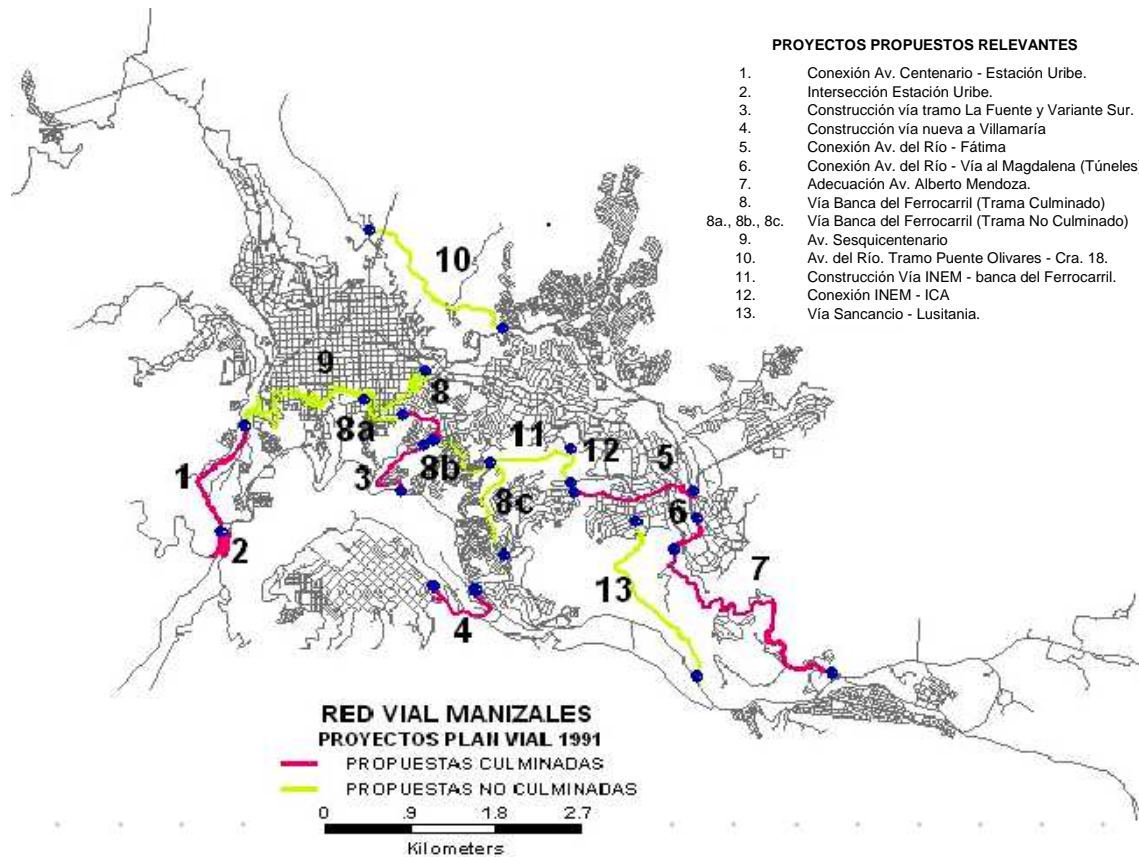 PROYECTOS PROPUESTOS RELEVANTES
1. Conexión Av. Centenario - Estación Uribe.
2. Intersección Estación Uribe.
3. Construcción vía tramo La Fuente y Variante Sur.
4. Construcción vía nueva a Villamaría
5. Conexión Av. del Río - Fátima
6. Conexión Av. del Río - Vía al Magdalena (Túneles)
7. Adecuación Av. Alberto Mendoza.
8. Vía Banca del Ferrocarril (Trama Culminado)
8a., 8b., 8c. Vía Banca del Ferrocarril (Trama No Culminado)
9. Av. Sesquicentenario
10. Av. del Río. Tramo Puente Olivares - Cra. 18.
11. Construcción Vía INEM - banca del Ferrocarril.
12. Conexión INEM - ICA
13. Vía Sancancio - Lusitania.
10
9
8
8a
11
12
5
8b
1
3
8c
6
2
7
13
4
RED VIAL MANIZALES
PROYECTOS PLAN VIAL 1991
PROPUESTAS CULMINADAS
PROPUESTAS NO CULMINADAS
0 .9 1.8 2.7
Kilometers